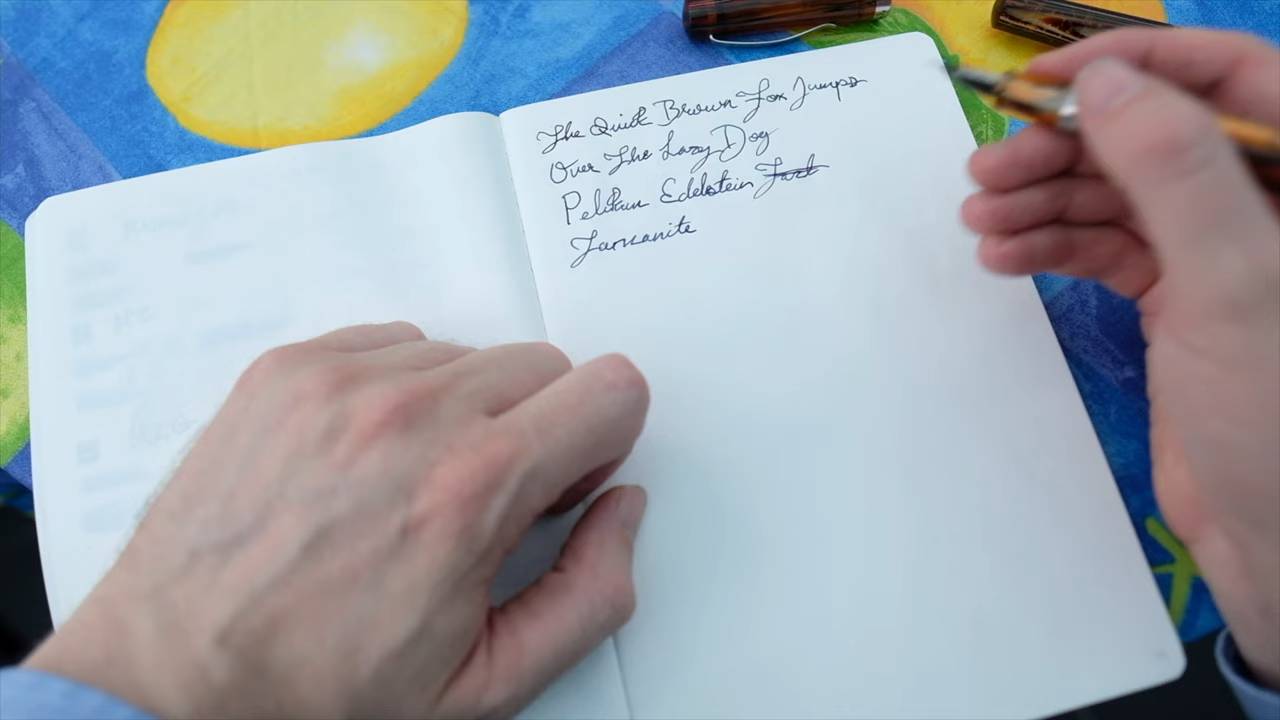 The Quick Brown Fox Jumps
Over The Lazy Dog
Pelikan Edelstein
Tanzanite